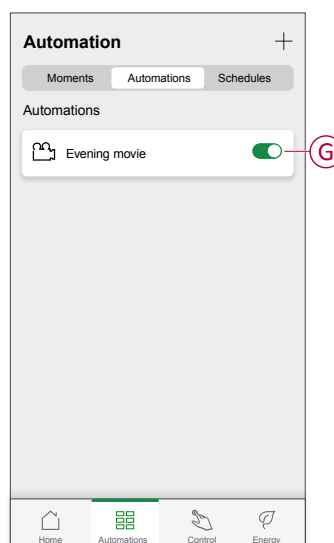 Automation
Moments Automations Schedules
Automations
Evening movie
G
Home Automations Control Energy